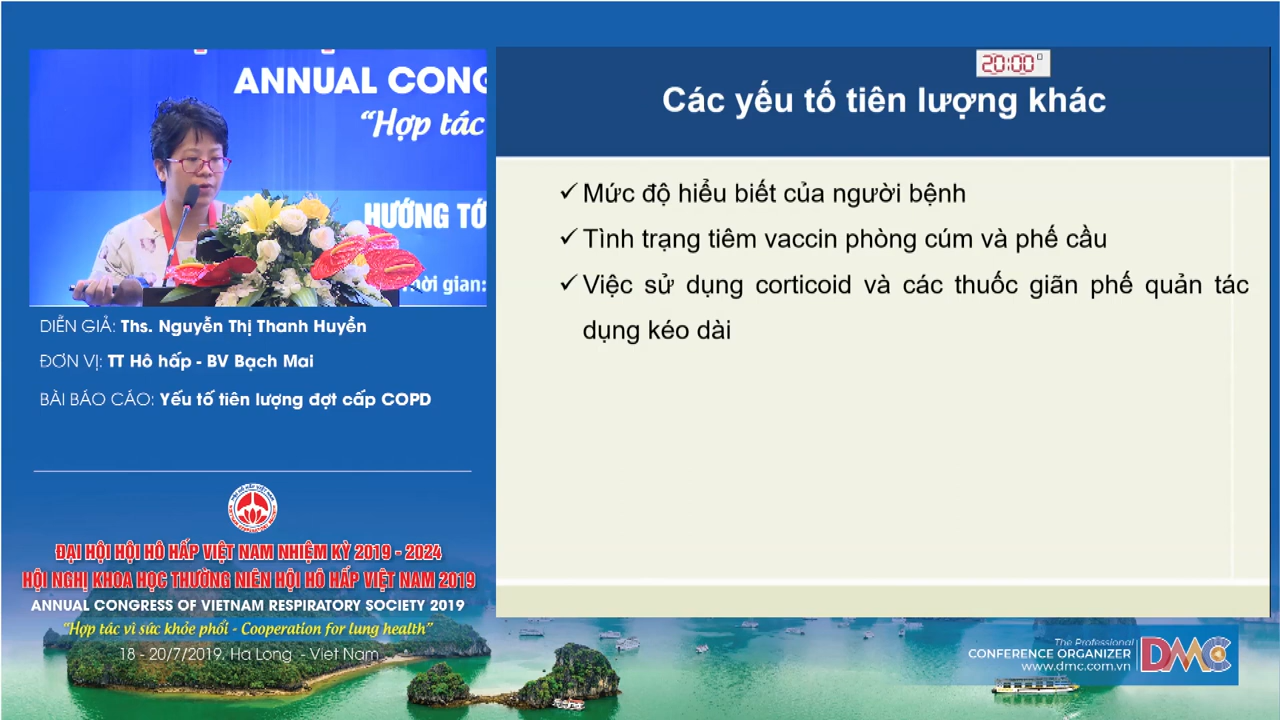 ANNUAL CONG
“Hợp tác
HƯỚNG TỚ
hời gian:
DIỄN GIẢ: Ths. Nguyễn Thị Thanh Huyền
ĐƠN VỊ: TT Hô hấp - BV Bạch Mai
BÀI BÁO CÁO: Yếu tố tiên lượng đợt cấp COPD
ĐẠI HỘI HỘI HÔ HẤP VIỆT NAM NHIỆM KỲ 2019 - 2024
HỘI NGHỊ KHOA HỌC THƯỜNG NIÊN HỘI HÔ HẤP VIỆT NAM 2019
ANNUAL CONGRESS OF VIETNAM RESPIRATORY SOCIETY 2019
“Hợp tác vì sức khỏe phổi - Cooperation for lung health”
18 - 20/7/2019. Ha Long - Viet Nam
20:00
Các yếu tố tiên lượng khác
✓ Mức độ hiểu biết của người bệnh
✓ Tình trạng tiêm vaccin phòng cúm và phế cầu
✓ Việc sử dụng corticoid và các thuốc giãn phế quản tác
dụng kéo dài
The Professional
CONFERENCE ORGANIZER
www.dmc.com.vn
DMC